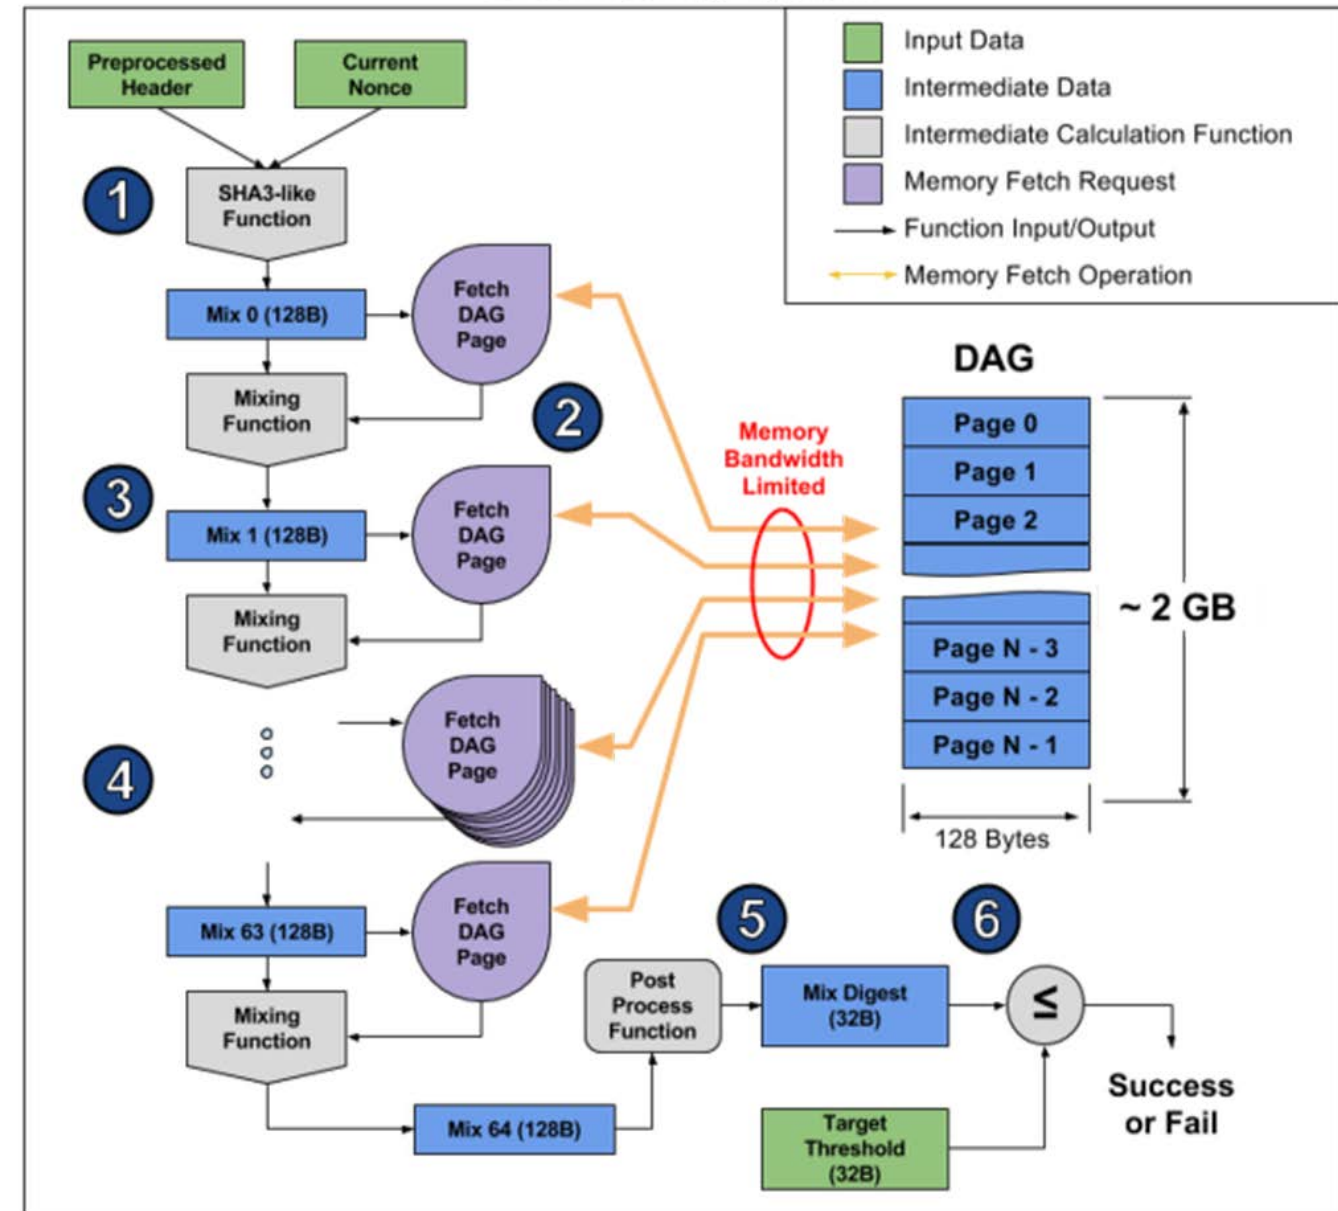 Preprocessed
Header
Current
Nonce
Input Data
Intermediate Data
Intermediate Calculation Function
Memory Fetch Request
Function Input/Output
Memory Fetch Operation
1
SHA3-like
Function
Mix 0 (128B)
Fetch
DAG
Page
Mixing
Function
2
3
Mix 1 (128B)
Fetch
DAG
Page
Mixing
Function
Memory
Bandwidth
Limited
DAG
Page 0
Page 1
Page 2
Page N - 3
Page N - 2
Page N - 1
~ 2 GB
128 Bytes
4
Fetch
DAG
Page
Mix 63 (128B)
Fetch
DAG
Page
Mixing
Function
Mix 64 (128B)
Post
Process
Function
5
Mix Digest
(32B)
6
≤
Target
Threshold
(32B)
Success
or Fail